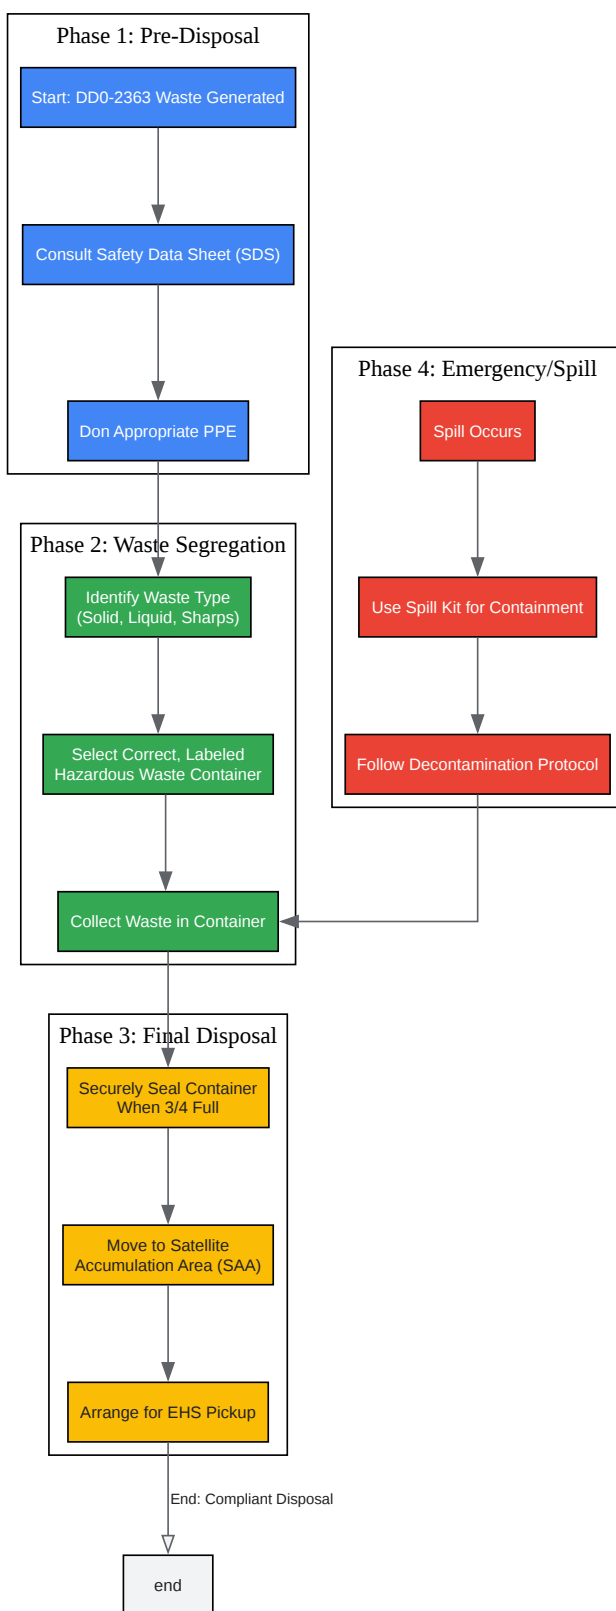 Phase 1: Pre-Disposal
Start: DD0-2363 Waste Generated
Consult Safety Data Sheet (SDS)
Don Appropriate PPE
Phase 2: Waste Segregation
Identify Waste Type
(Solid, Liquid, Sharps)
Select Correct, Labeled
Hazardous Waste Container
Collect Waste in Container
Phase 4: Emergency/Spill
Spill Occurs
Use Spill Kit for Containment
Follow Decontamination Protocol
Phase 3: Final Disposal
Securely Seal Container
When 3/4 Full
Move to Satellite
Accumulation Area (SAA)
Arrange for EHS Pickup
End: Compliant Disposal
end